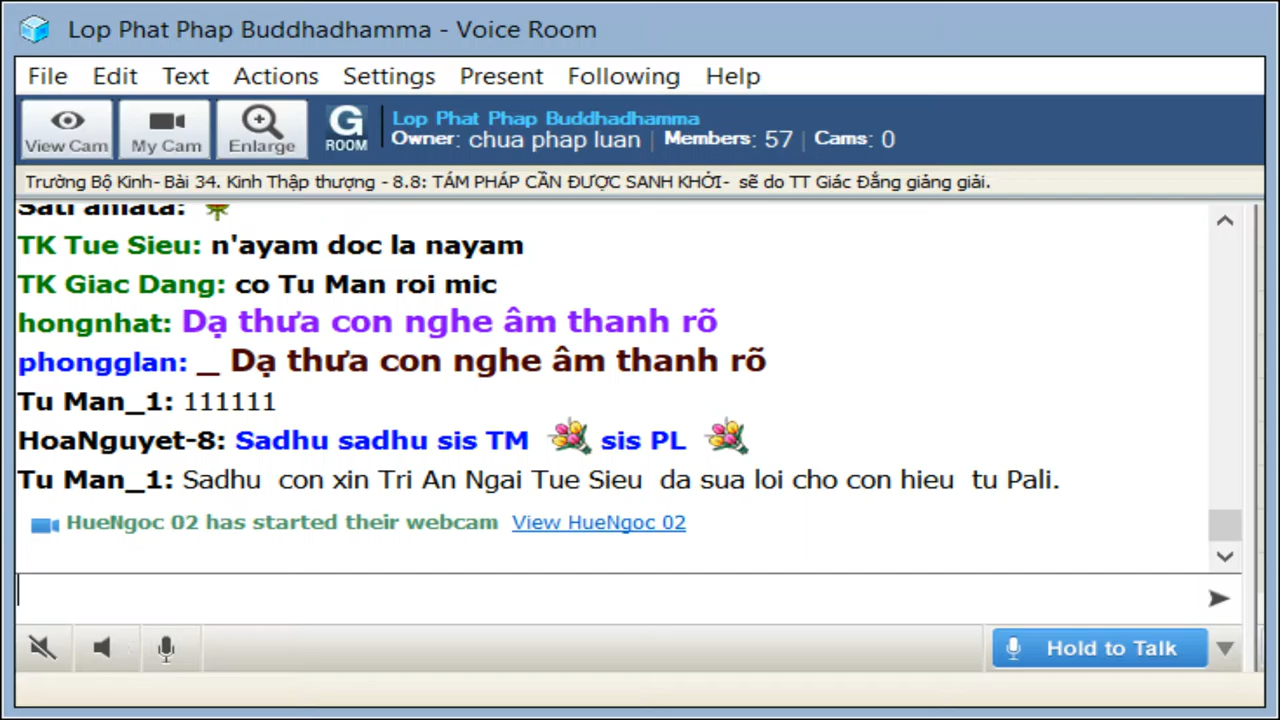 Lop Phat Phap Buddhadhamma - Voice Room
File Edit Text Actions Settings Present Following Help
View Cam My Cam Enlarge G ROOM
Lop Phat Phap Buddhadhamma
Owner: chua phap luan | Members: 57 | Cams: 0
Trường Bộ Kinh- Bài 34. Kinh Thập thượng - 8.8: TÁM PHÁP CẦN ĐƯỢC SANH KHỞI- sẽ do TT Giác Đẳng giảng giải.
Sati amata:
TK Tue Sieu: n'ayam doc la nayam
TK Giac Dang: co Tu Man roi mic
hongnhat: Dạ thưa con nghe âm thanh rõ
phongglan: _ Dạ thưa con nghe âm thanh rõ
Tu Man_1: 111111
HoaNguyet-8: Sadhu sadhu sis TM sis PL
Tu Man_1: Sadhu con xin Tri An Ngai Tue Sieu da sua loi cho con hieu tu Pali.
HueNgoc 02 has started their webcam View HueNgoc 02
Hold to Talk